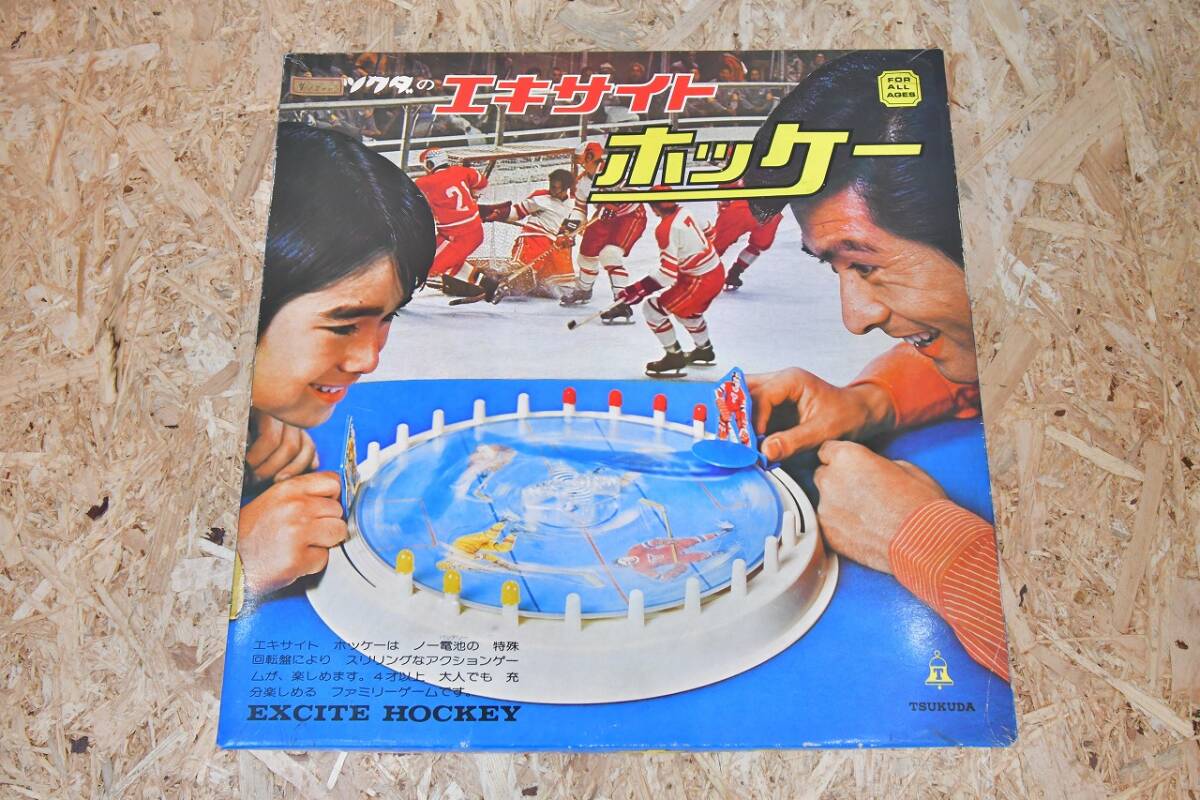 ツクダの エキサイト
ホッケー
FOR
ALL
AGES
2
7
エキサイト ホッケーは ノー電池の 特殊
回転盤により スリリングなアクションゲー
ムが、楽しめます。4才以上 大人でも 充
分楽しめる ファミリーゲームです。
EXCITE HOCKEY
T
TSUKUDA